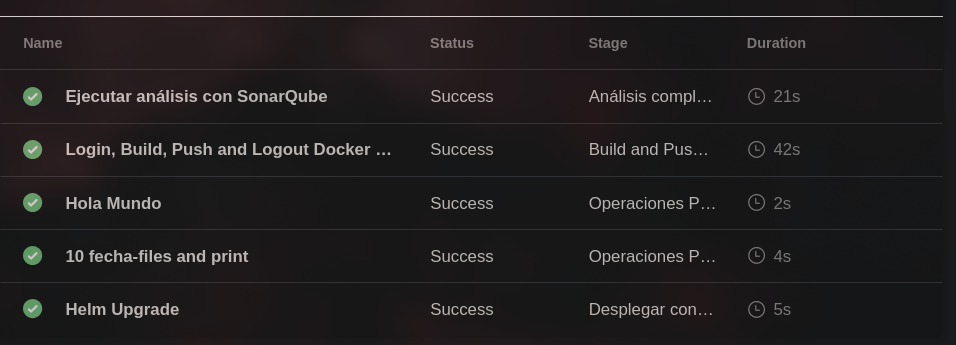 Name Status Stage Duration
Ejecutar análisis con SonarQube Success Análisis compl… 21s
Login, Build, Push and Logout Docker … Success Build and Pus… 42s
Hola Mundo Success Operaciones P… 2s
10 fecha-files and print Success Operaciones P… 4s
Helm Upgrade Success Desplegar con… 5s